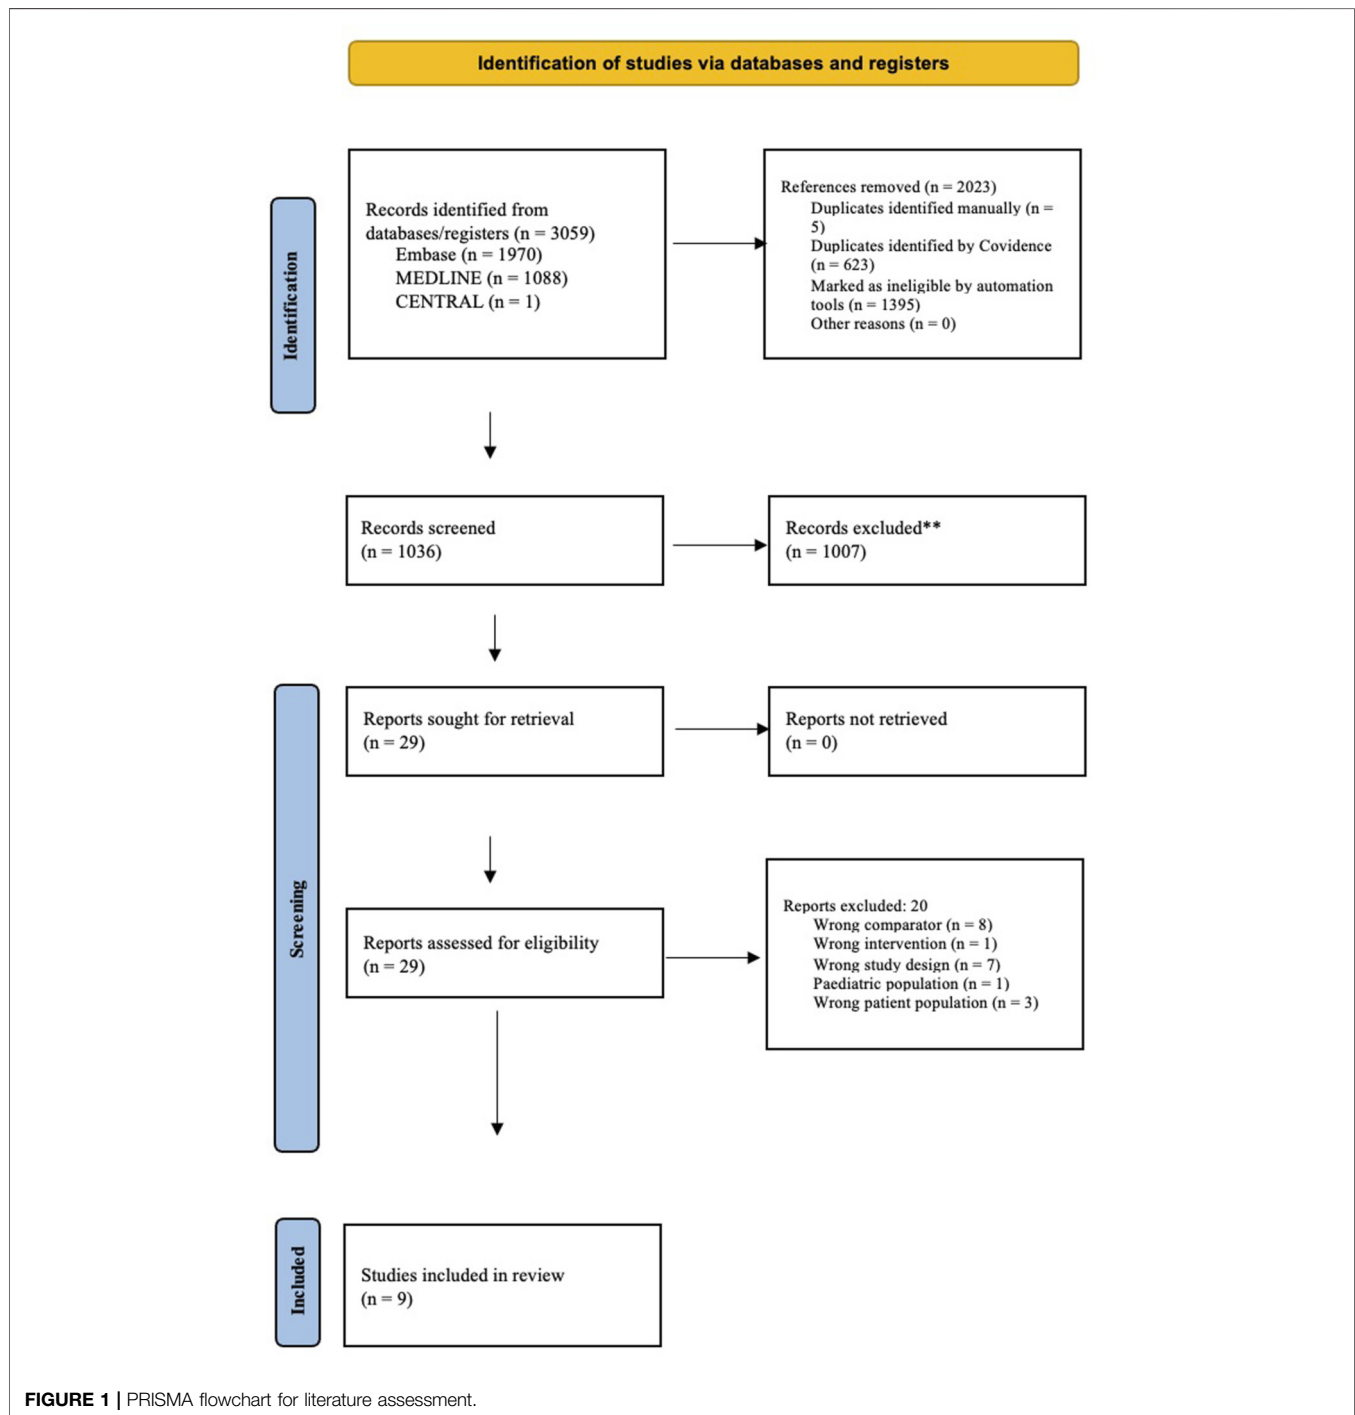 Identification of studies via databases and registers
Identification
Records identified from
databases/registers (n = 3059)
Embase (n = 1970)
MEDLINE (n = 1088)
CENTRAL (n = 1)
References removed (n = 2023)
Duplicates identified manually (n =
5)
Duplicates identified by Covidence
(n = 623)
Marked as ineligible by automation
tools (n = 1395)
Other reasons (n = 0)
Records screened
(n = 1036)
Records excluded**
(n = 1007)
Screening
Reports sought for retrieval
(n = 29)
Reports not retrieved
(n = 0)
Reports assessed for eligibility
(n = 29)
Reports excluded: 20
Wrong comparator (n = 8)
Wrong intervention (n = 1)
Wrong study design (n = 7)
Paediatric population (n = 1)
Wrong patient population (n = 3)
Included
Studies included in review
(n = 9)
FIGURE 1 | PRISMA flowchart for literature assessment.